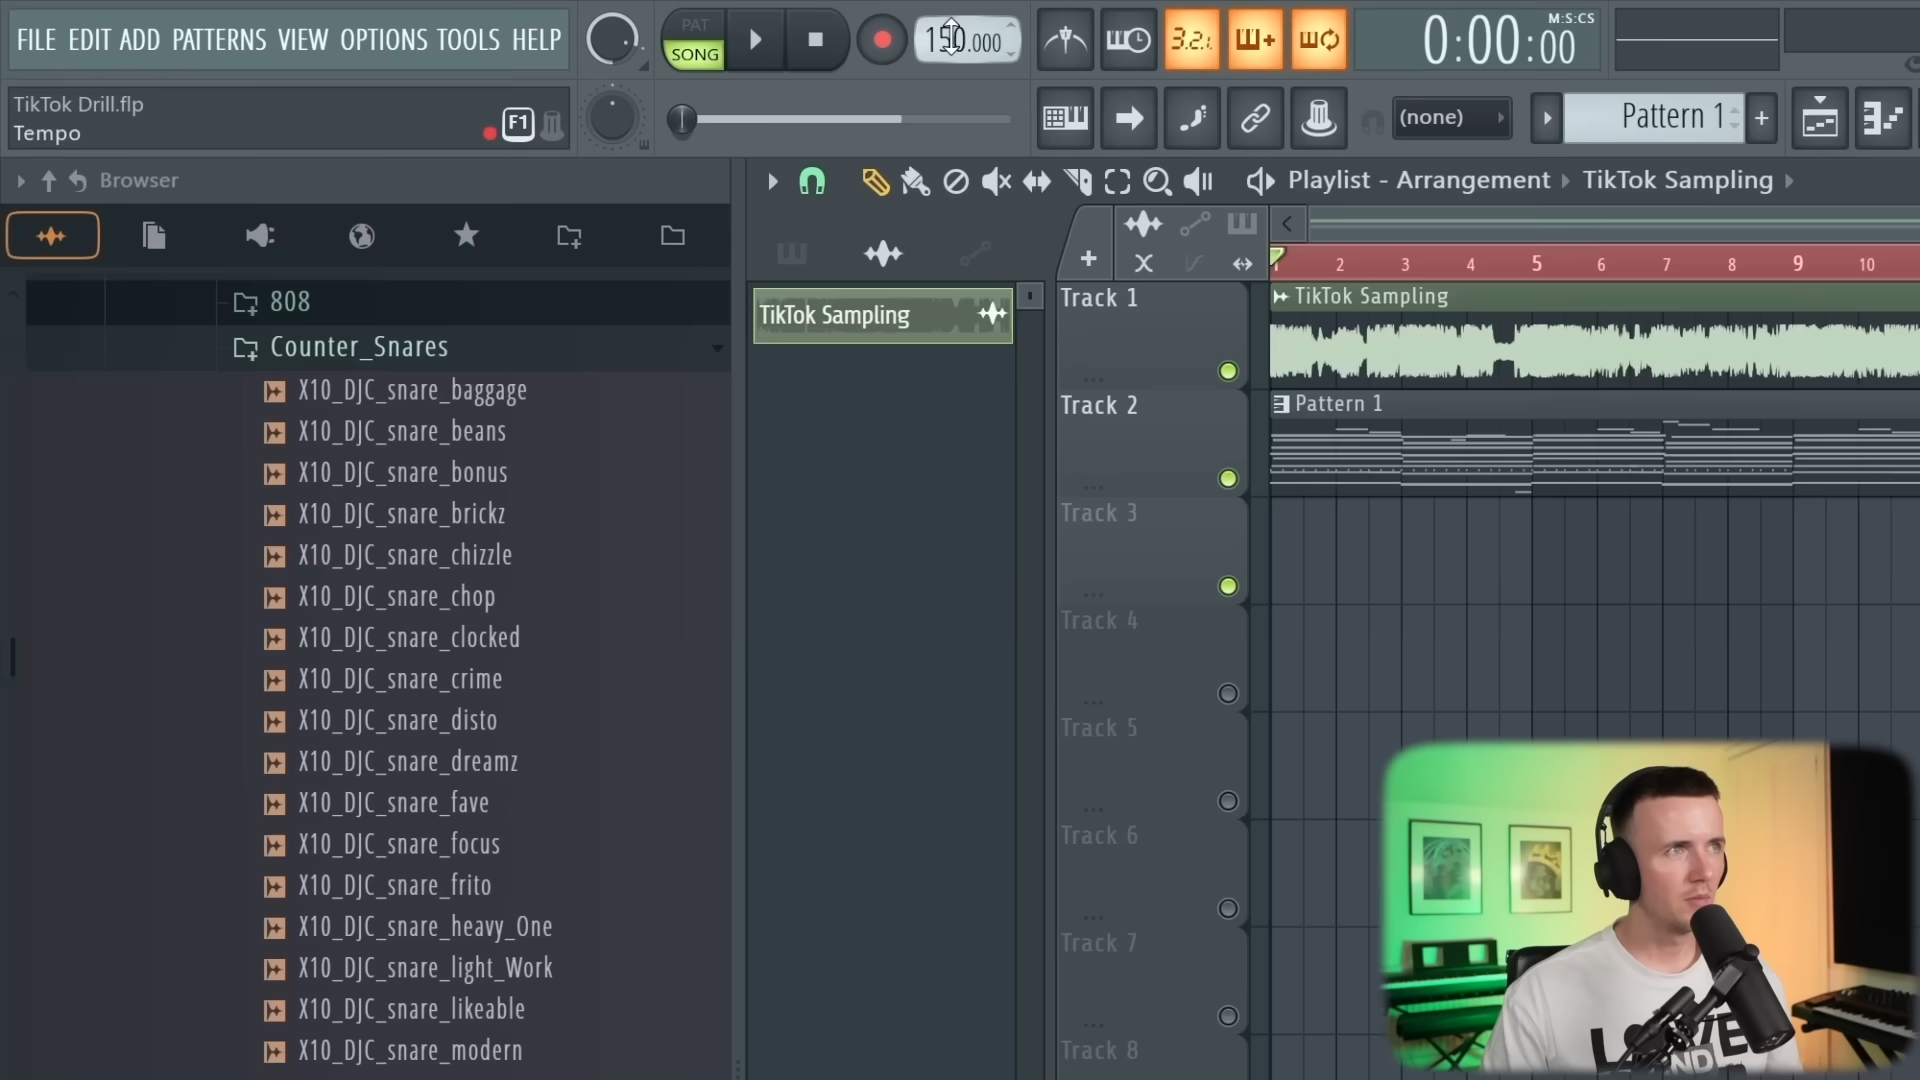 FILE EDIT ADD PATTERNS VIEW OPTIONS TOOLS HELP
PAT
SONG
150.000
3.2.1.
M:S:CS
0:00:00
TikTok Drill.flp
Tempo
F1
(none)
Pattern 1
+
Browser
Playlist - Arrangement
TikTok Sampling
1 2 3 4 5 6 7 8 9 10
808
Counter_Snares
X10_DJC_snare_baggage
X10_DJC_snare_beans
X10_DJC_snare_bonus
X10_DJC_snare_brickz
X10_DJC_snare_chizzle
X10_DJC_snare_chop
X10_DJC_snare_clocked
X10_DJC_snare_crime
X10_DJC_snare_disto
X10_DJC_snare_dreamz
X10_DJC_snare_fave
X10_DJC_snare_focus
X10_DJC_snare_frito
X10_DJC_snare_heavy_One
X10_DJC_snare_light_Work
X10_DJC_snare_likeable
X10_DJC_snare_modern
TikTok Sampling
Track 1
TikTok Sampling
Track 2
Pattern 1
Track 3
Track 4
Track 5
Track 6
Track 7
Track 8